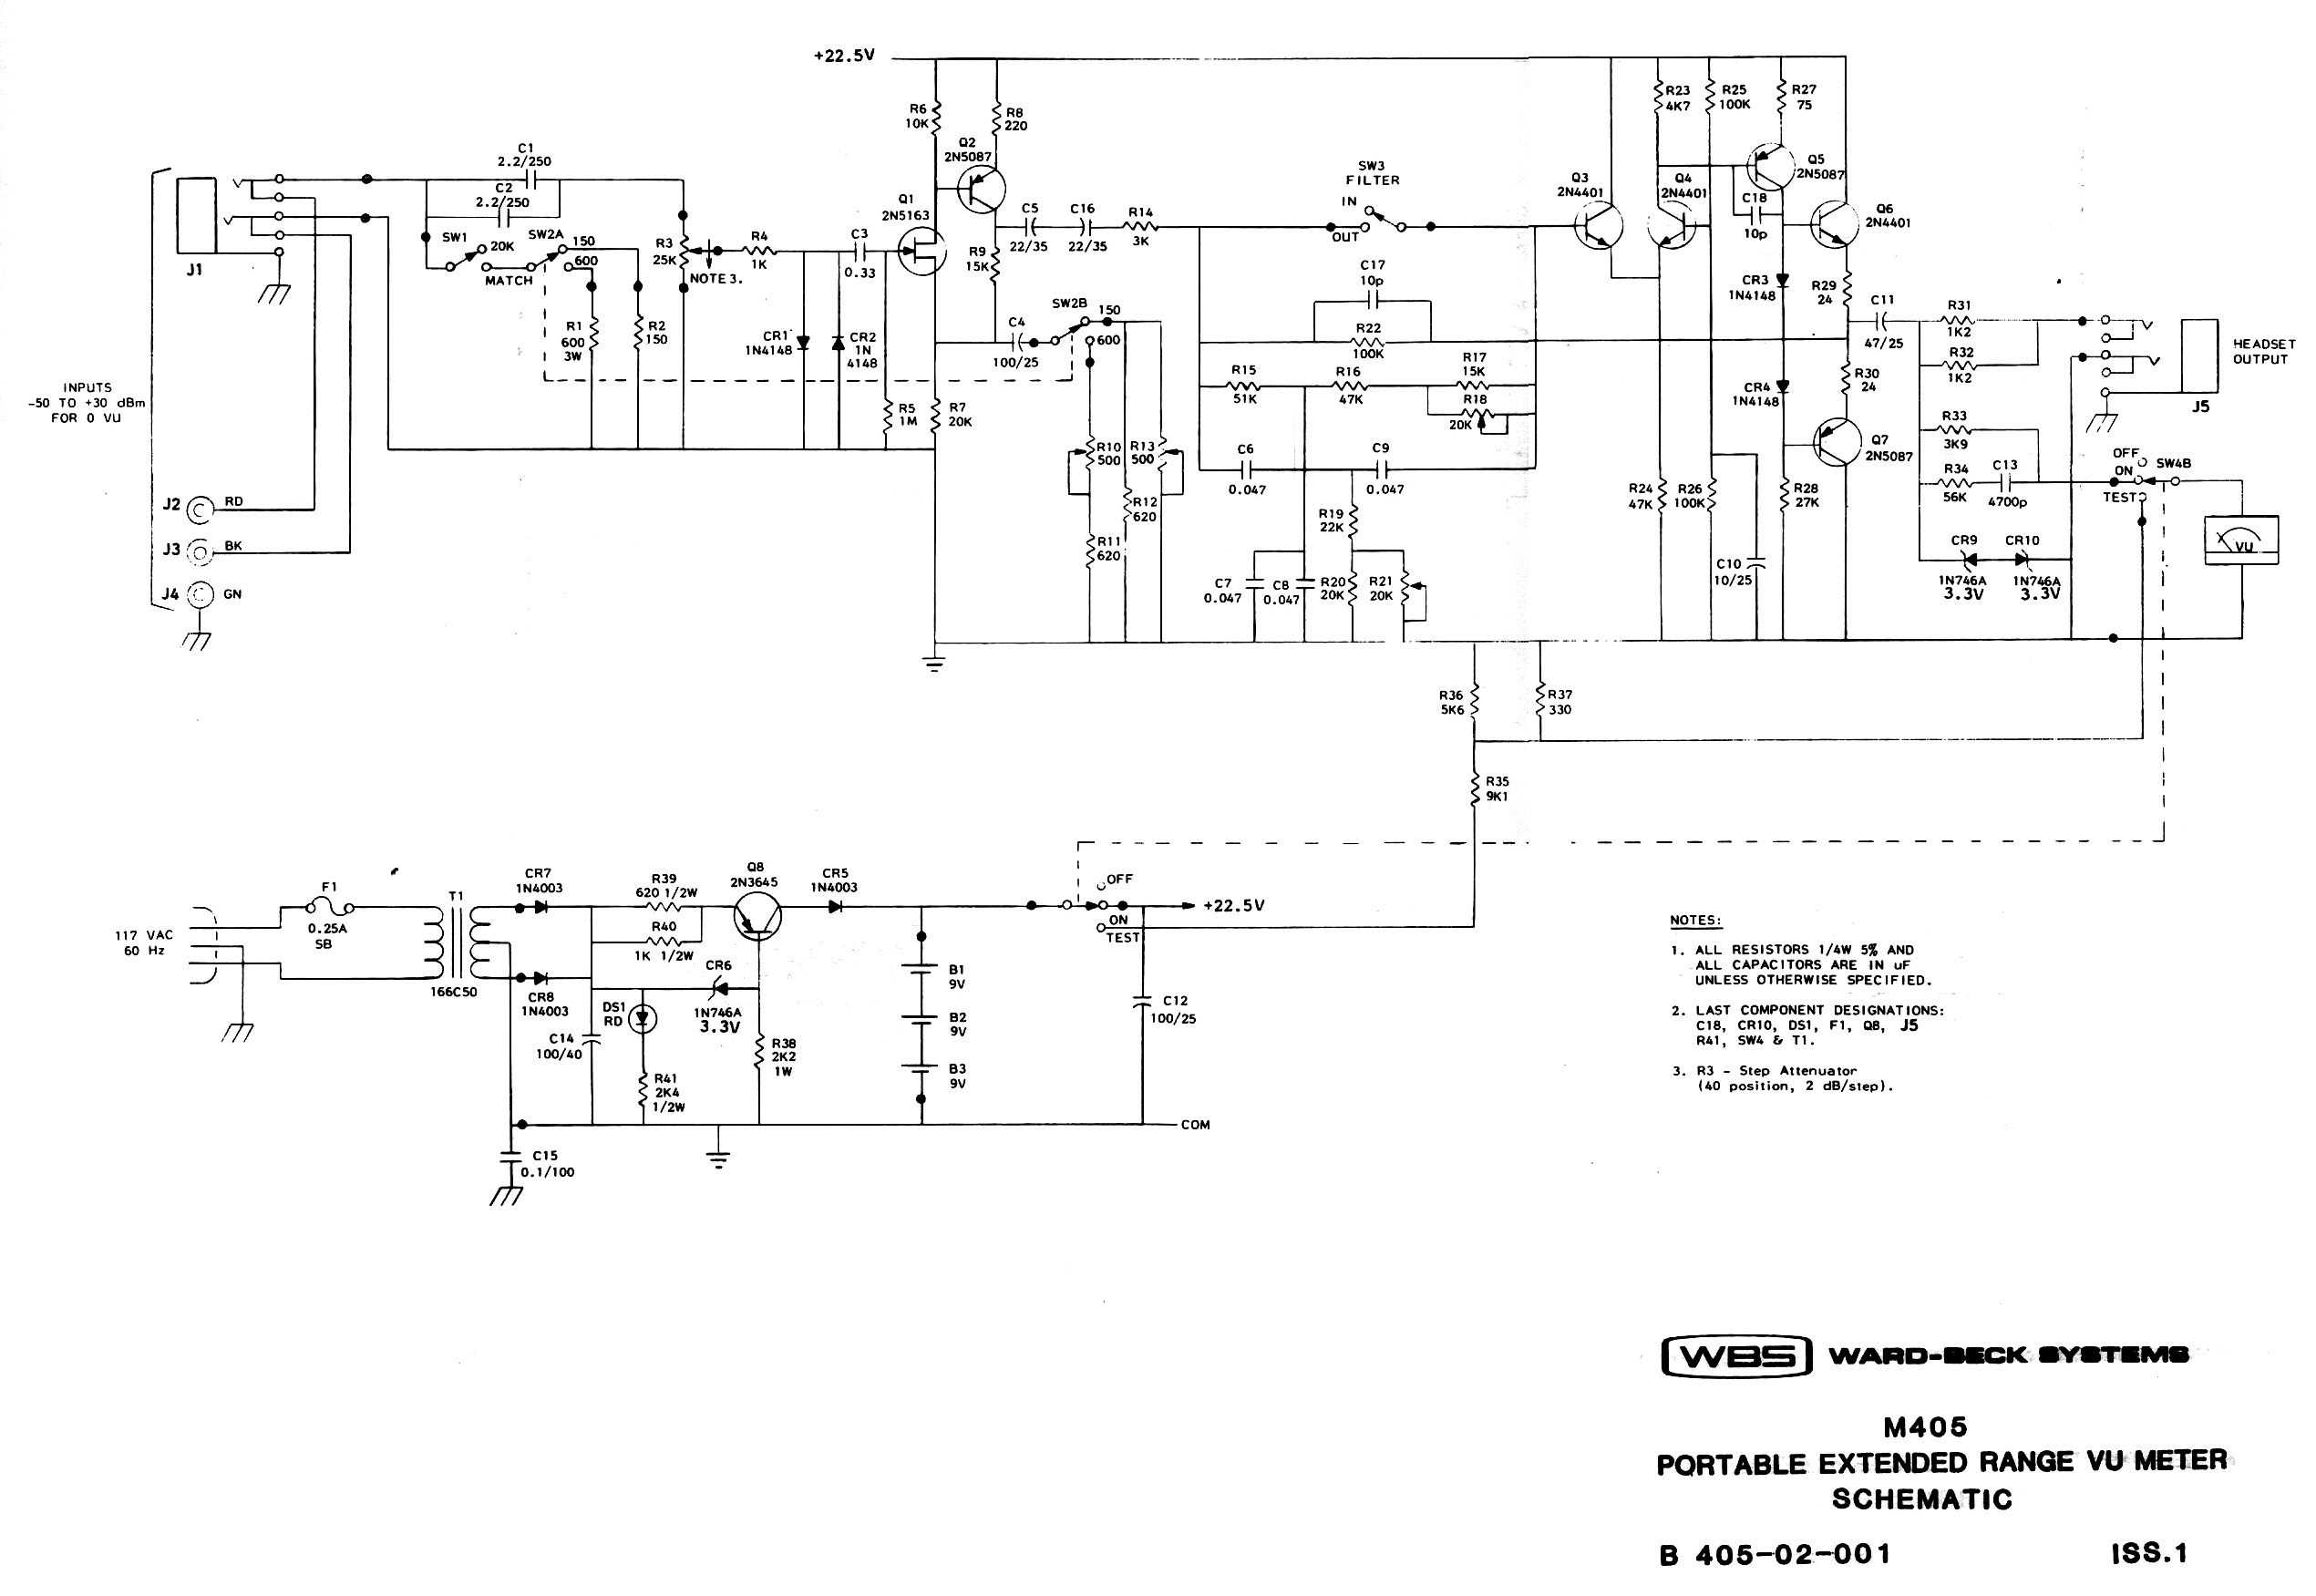 +22.5V
R6
10K
R8
220
Q2
2N5087
Q1
2N5163
C1
2.2/250
C2
2.2/250
SW1
20K
MATCH
SW2A
150
600
R1
600
3W
R2
150
R3
25K
NOTE 3.
R4
1K
C3
0.33
CR1
1N4148
CR2
1N
4148
R5
1M
R7
20K
R9
15K
C5
22/35
C16
22/35
R14
3K
C4
100/25
SW2B
150
600
R10
500
R13
500
R12
620
R11
620
SW3
FILTER
IN
OUT
C17
10p
R22
100K
R15
51K
R16
47K
R17
15K
R18
20K
C6
0.047
C9
0.047
R19
22K
C7
0.047
C8
0.047
R20
20K
R21
20K
Q3
2N4401
Q4
2N4401
R23
4K7
R25
100K
R27
75
Q5
2N5087
C18
10p
Q6
2N4401
CR3
1N4148
R29
24
CR4
1N4148
R30
24
Q7
2N5087
R24
47K
R26
100K
R28
27K
C10
10/25
C11
47/25
R31
1K2
R32
1K2
R33
3K9
R34
56K
C13
4700p
CR9
1N746A
3.3V
CR10
1N746A
3.3V
HEADSET
OUTPUT
J5
OFF
ON
TEST
SW4B
VU
J1
INPUTS
-50 TO +30 dBm
FOR 0 VU
J2
RD
J3
BK
J4
GN
R36
5K6
R37
330
R35
9K1
117 VAC
60 Hz
F1
0.25A
SB
T1
166C50
CR7
1N4003
CR8
1N4003
R39
620 1/2W
R40
1K 1/2W
Q8
2N3645
CR5
1N4003
CR6
1N746A
3.3V
DS1
RD
C14
100/40
R41
2K4
1/2W
R38
2K2
1W
B1
9V
B2
9V
B3
9V
OFF
ON
TEST
+22.5V
C12
100/25
COM
C15
0.1/100
NOTES:
1. ALL RESISTORS 1/4W 5% AND
ALL CAPACITORS ARE IN uF
UNLESS OTHERWISE SPECIFIED.
2. LAST COMPONENT DESIGNATIONS:
C18, CR10, DS1, F1, Q8, J5
R41, SW4 & T1.
3. R3 - Step Attenuator
(40 position, 2 dB/step).
WBS WARD-BECK SYSTEMS
M405
PORTABLE EXTENDED RANGE VU METER
SCHEMATIC
B 405-02-001 ISS.1